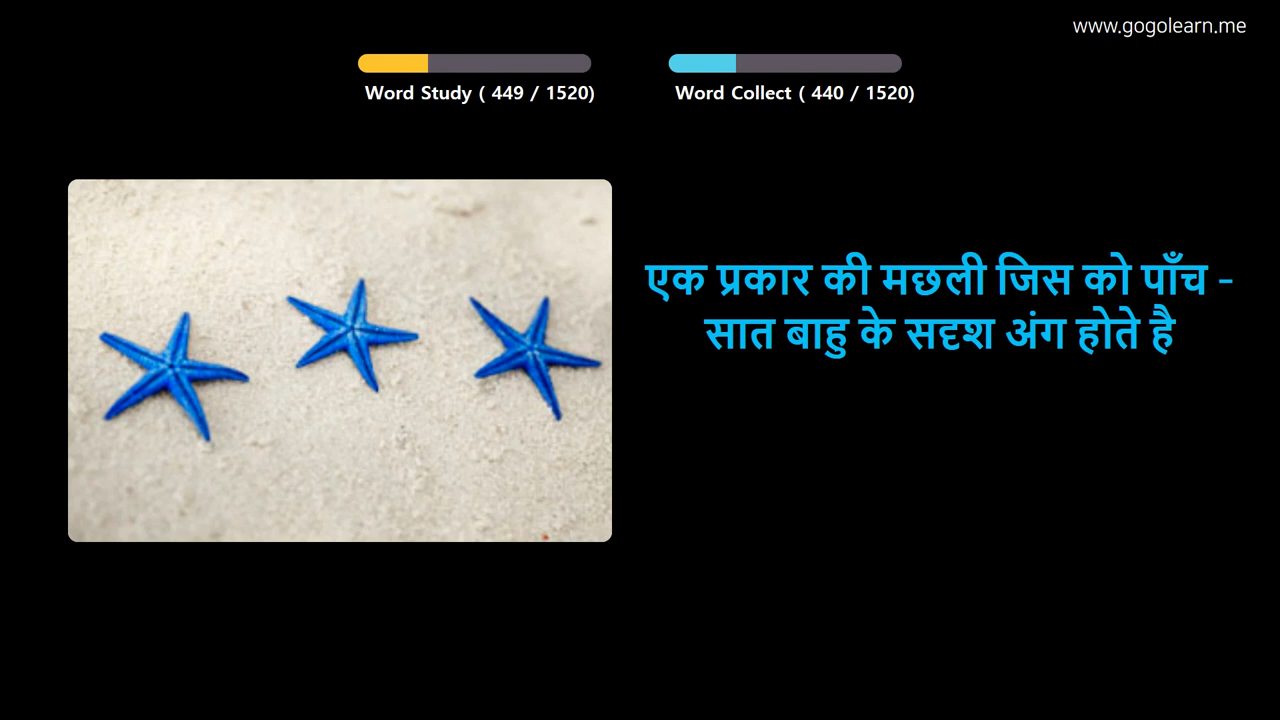 www.gogolearn.me
Word Study ( 449 / 1520)
Word Collect ( 440 / 1520)
एक प्रकार की मछली जिस को पाँच -
सात बाहु के सदृश अंग होते है